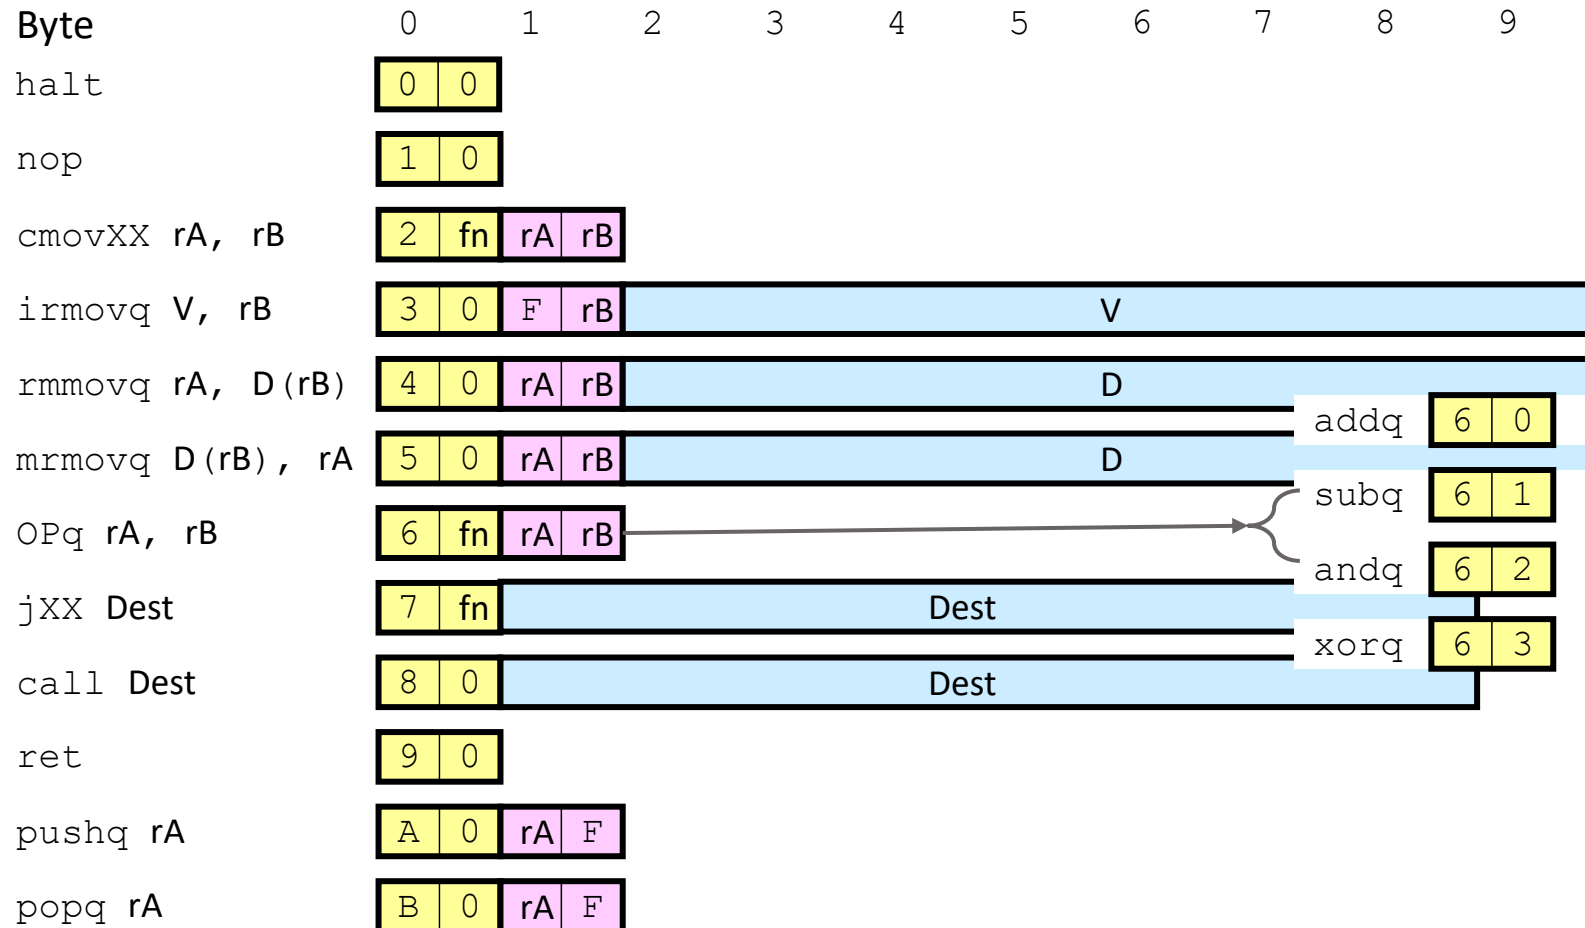 Byte 0 1 2 3 4 5 6 7 8 9
halt 0 0
nop 1 0
cmovXX rA, rB 2 fn rA rB
irmovq V, rB 3 0 F rB V
rmmovq rA, D(rB) 4 0 rA rB D
addq 6 0
mrmovq D(rB), rA 5 0 rA rB D
subq 6 1
OPq rA, rB 6 fn rA rB
andq 6 2
jXX Dest 7 fn Dest
xorq 6 3
call Dest 8 0 Dest
ret 9 0
pushq rA A 0 rA F
popq rA B 0 rA F